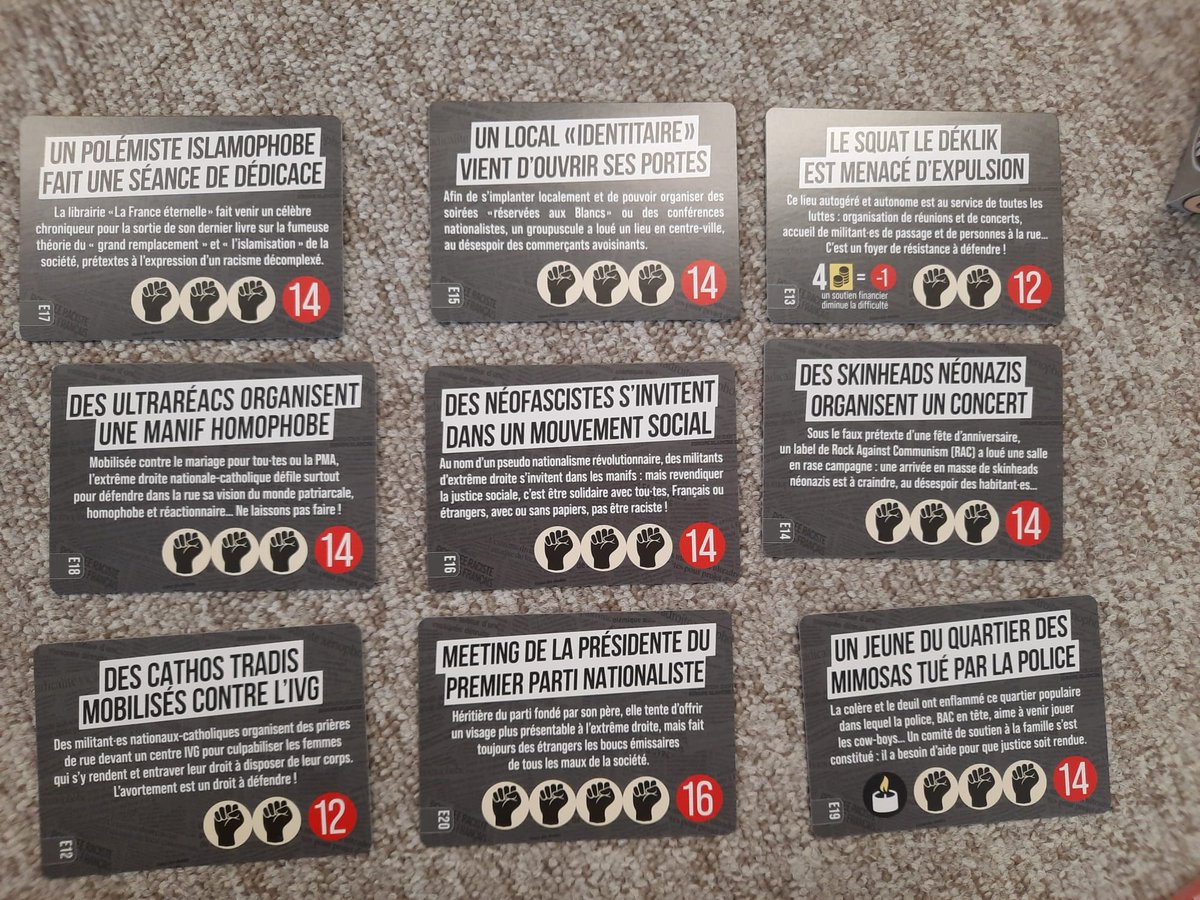 UN POLÉMISTE ISLAMOPHOBE
FAIT UNE SÉANCE DE DÉDICACE
La librairie «La France éternelle» fait venir un célèbre
chroniqueur pour la sortie de son dernier livre sur la fumeuse
théorie du « grand remplacement » et « l'islamisation » de la
société, prétextes à l'expression d'un racisme décomplexé.
E17
14
UN LOCAL «IDENTITAIRE»
VIENT D'OUVRIR SES PORTES
Afin de s'implanter localement et de pouvoir organiser des
soirées «réservées aux Blancs» ou des conférences
nationalistes, un groupuscule a loué un lieu en centre-ville,
au désespoir des commerçants avoisinants.
E15
14
LE SQUAT LE DÉKLIK
EST MENACÉ D'EXPULSION
Ce lieu autogéré et autonome est au service de toutes les
luttes : organisation de réunions et de concerts,
accueil de militant·es de passage et de personnes à la rue...
C'est un foyer de résistance à défendre !
4 = -1
un soutien financier
diminue la difficulté
E13
12
DES ULTRARÉACS ORGANISENT
UNE MANIF HOMOPHOBE
Mobilisée contre le mariage pour tou·tes ou la PMA,
l'extrême droite nationale-catholique défile surtout
pour défendre dans la rue sa vision du monde patriarcale,
homophobe et réactionnaire... Ne laissons pas faire !
E18
14
DES NÉOFASCISTES S'INVITENT
DANS UN MOUVEMENT SOCIAL
Au nom d'un pseudo nationalisme révolutionnaire, des militants
d'extrême droite s'invitent dans les manifs : mais revendiquer
la justice sociale, c'est être solidaire avec tou·tes, Français ou
étrangers, avec ou sans papiers, pas être raciste !
E16
14
DES SKINHEADS NÉONAZIS
ORGANISENT UN CONCERT
Sous le faux prétexte d'une fête d'anniversaire,
un label de Rock Against Communism (RAC) a loué une salle
en rase campagne : une arrivée en masse de skinheads
néonazis est à craindre, au désespoir des habitant·es...
E14
14
DES CATHOS TRADIS
MOBILISÉS CONTRE L'IVG
Des militant·es nationaux-catholiques organisent des prières
de rue devant un centre IVG pour culpabiliser les femmes
qui s'y rendent et entraver leur droit à disposer de leur corps.
L'avortement est un droit à défendre !
E12
12
MEETING DE LA PRÉSIDENTE DU
PREMIER PARTI NATIONALISTE
Héritière du parti fondé par son père, elle tente d'offrir
un visage plus présentable à l'extrême droite, mais fait
toujours des étrangers les boucs émissaires
de tous les maux de la société.
E20
16
UN JEUNE DU QUARTIER DES
MIMOSAS TUÉ PAR LA POLICE
La colère et le deuil ont enflammé ce quartier populaire
dans lequel la police, BAC en tête, aime à venir jouer
les cow-boys... Un comité de soutien à la famille s'est
constitué : il a besoin d'aide pour que justice soit rendue.
E19
14